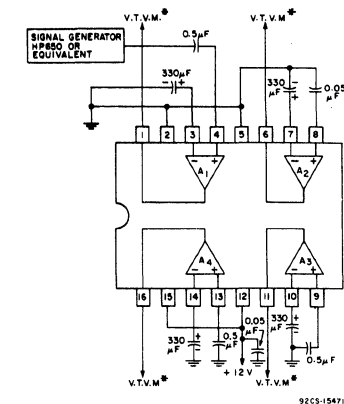 V.T.V.M.*
V.T.V.M.*
SIGNAL GENERATOR
HP650 OR
EQUIVALENT
0.5µF
330µF
- +
330
µF
-
+
0.05
µF
1 2 3 4 5 6 7 8
- +
A1
- +
A2
A4
- +
A3
+ -
16 15 14 13 12 11 10 9
330
µF
+
-
0.5
µF
0.05
µF
+ 12 V
330
µF
+
-
0.5µF
V.T.V.M*
V.T.V.M*
92CS-15471